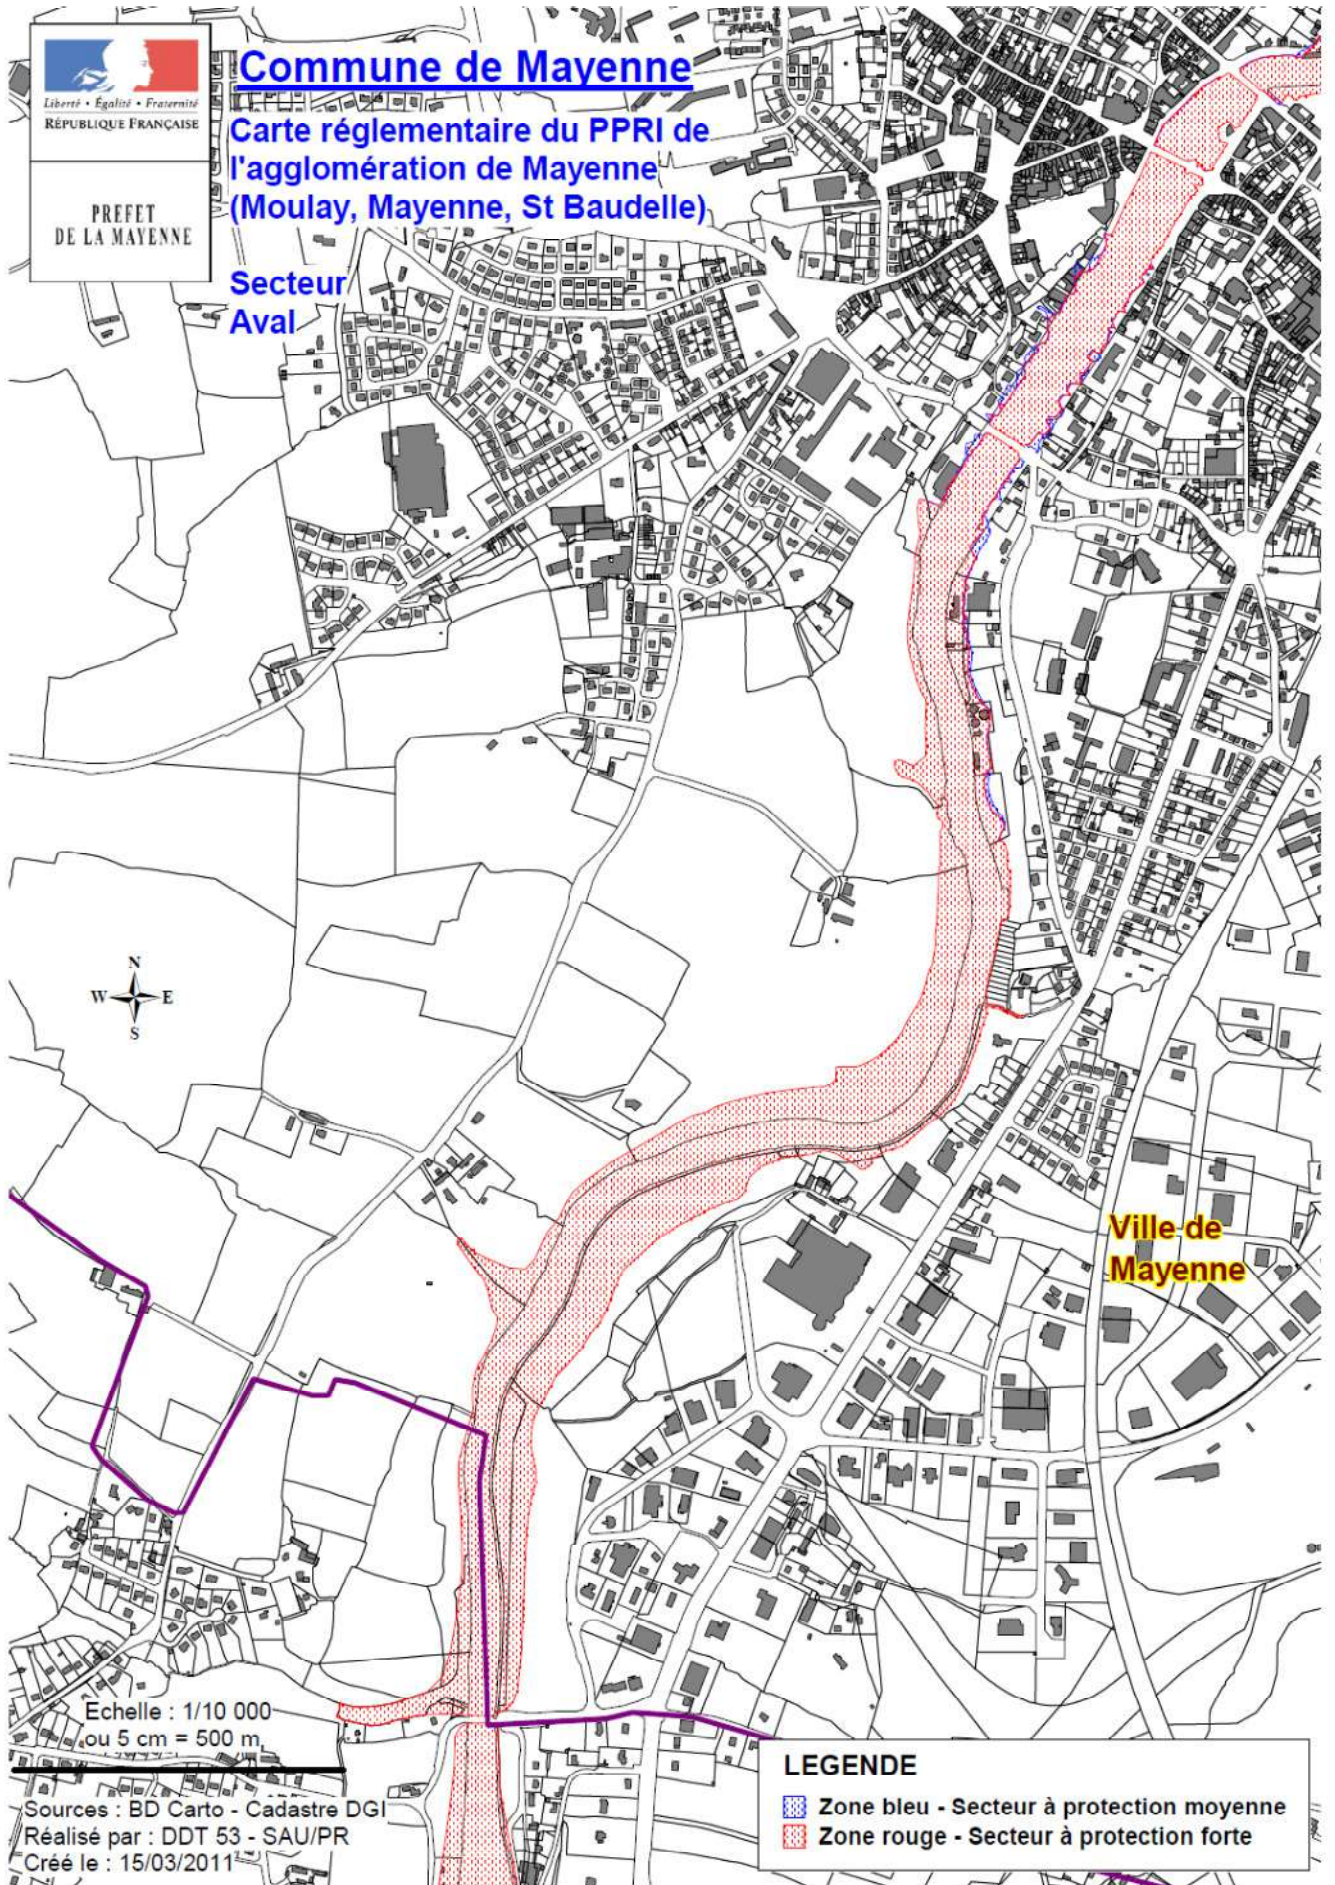 Liberté • Égalité • Fraternité
RÉPUBLIQUE FRANÇAISE
PREFET
DE LA MAYENNE
Commune de Mayenne
Carte réglementaire du PPRI de
l'agglomération de Mayenne
(Moulay, Mayenne, St Baudelle)
Secteur
Aval
N
W E
S
Ville de
Mayenne
Echelle : 1/10 000
ou 5 cm = 500 m
Sources : BD Carto - Cadastre DGI
Réalisé par : DDT 53 - SAU/PR
Créé le : 15/03/2011
LEGENDE
Zone bleu - Secteur à protection moyenne
Zone rouge - Secteur à protection forte